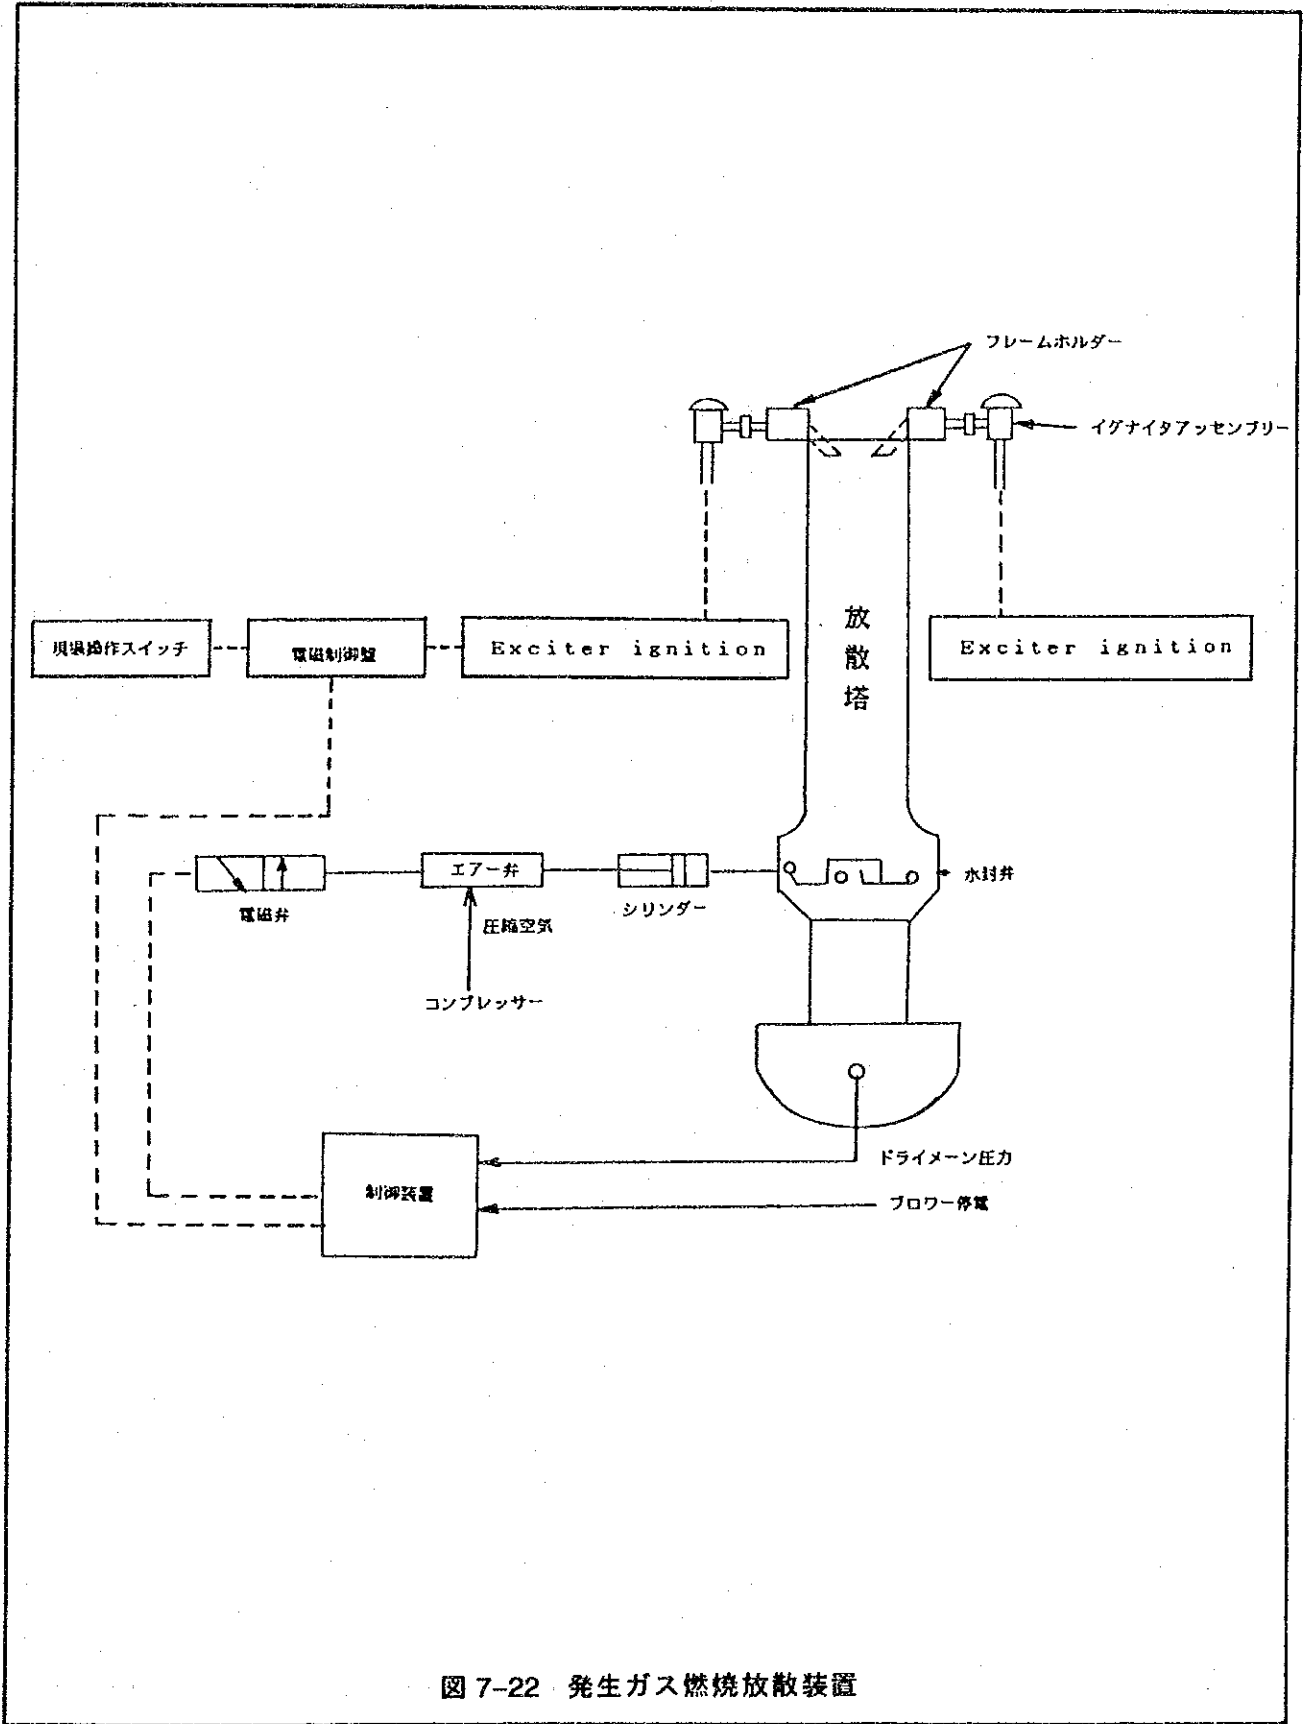 フレームホルダー
イグナイタアッセンブリー
放散塔
現場操作スイッチ
電磁制御盤
Exciter ignition
Exciter ignition
エアー弁
水封弁
電磁弁
シリンダー
圧縮空気
コンプレッサー
ドライメーン圧力
制御装置
ブロワー停電
図 7-22 発生ガス燃焼放散装置